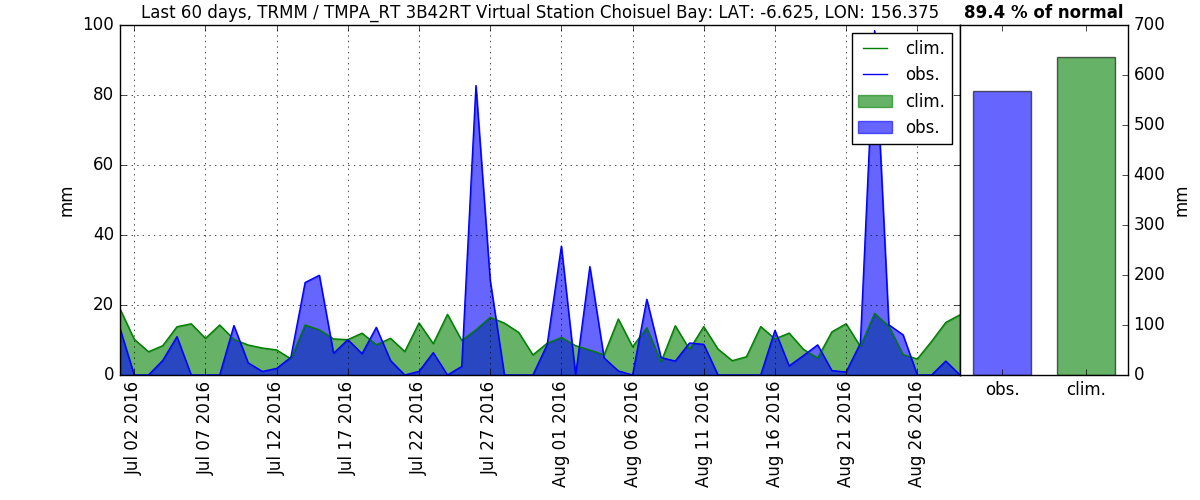 Last 60 days, TRMM / TMPA_RT 3B42RT Virtual Station Choisuel Bay: LAT: -6.625, LON: 156.375
89.4 % of normal
100
80
60
40
20
0
mm
clim.
obs.
clim.
obs.
Jul 02 2016
Jul 07 2016
Jul 12 2016
Jul 17 2016
Jul 22 2016
Jul 27 2016
Aug 01 2016
Aug 06 2016
Aug 11 2016
Aug 16 2016
Aug 21 2016
Aug 26 2016
700
600
500
400
300
200
100
0
mm
obs.
clim.